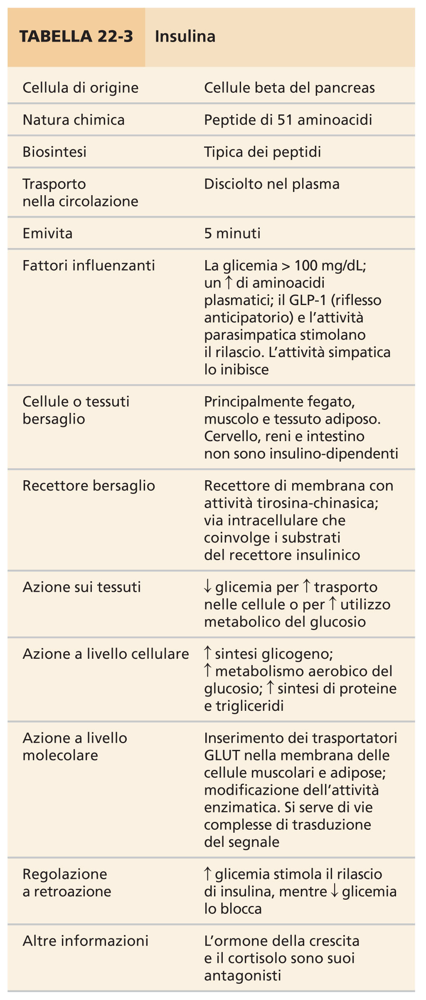 TABELLA 22-3 Insulina
Cellula di origine Cellule beta del pancreas
Natura chimica Peptide di 51 aminoacidi
Biosintesi Tipica dei peptidi
Trasporto Disciolto nel plasma
nella circolazione
Emivita 5 minuti
Fattori influenzanti La glicemia > 100 mg/dL;
un ↑ di aminoacidi
plasmatici; il GLP-1 (riflesso
anticipatorio) e l’attività
parasimpatica stimolano
il rilascio. L’attività simpatica
lo inibisce
Cellule o tessuti Principalmente fegato,
bersaglio muscolo e tessuto adiposo.
Cervello, reni e intestino
non sono insulino-dipendenti
Recettore bersaglio Recettore di membrana con
attività tirosina-chinasica;
via intracellulare che
coinvolge i substrati
del recettore insulinico
Azione sui tessuti ↓ glicemia per ↑ trasporto
nelle cellule o per ↑ utilizzo
metabolico del glucosio
Azione a livello cellulare ↑ sintesi glicogeno;
↑ metabolismo aerobico del
glucosio; ↑ sintesi di proteine
e trigliceridi
Azione a livello Inserimento dei trasportatori
molecolare GLUT nella membrana delle
cellule muscolari e adipose;
modificazione dell’attività
enzimatica. Si serve di vie
complesse di trasduzione
del segnale
Regolazione ↑ glicemia stimola il rilascio
a retroazione di insulina, mentre ↓ glicemia
lo blocca
Altre informazioni L’ormone della crescita
e il cortisolo sono suoi
antagonisti